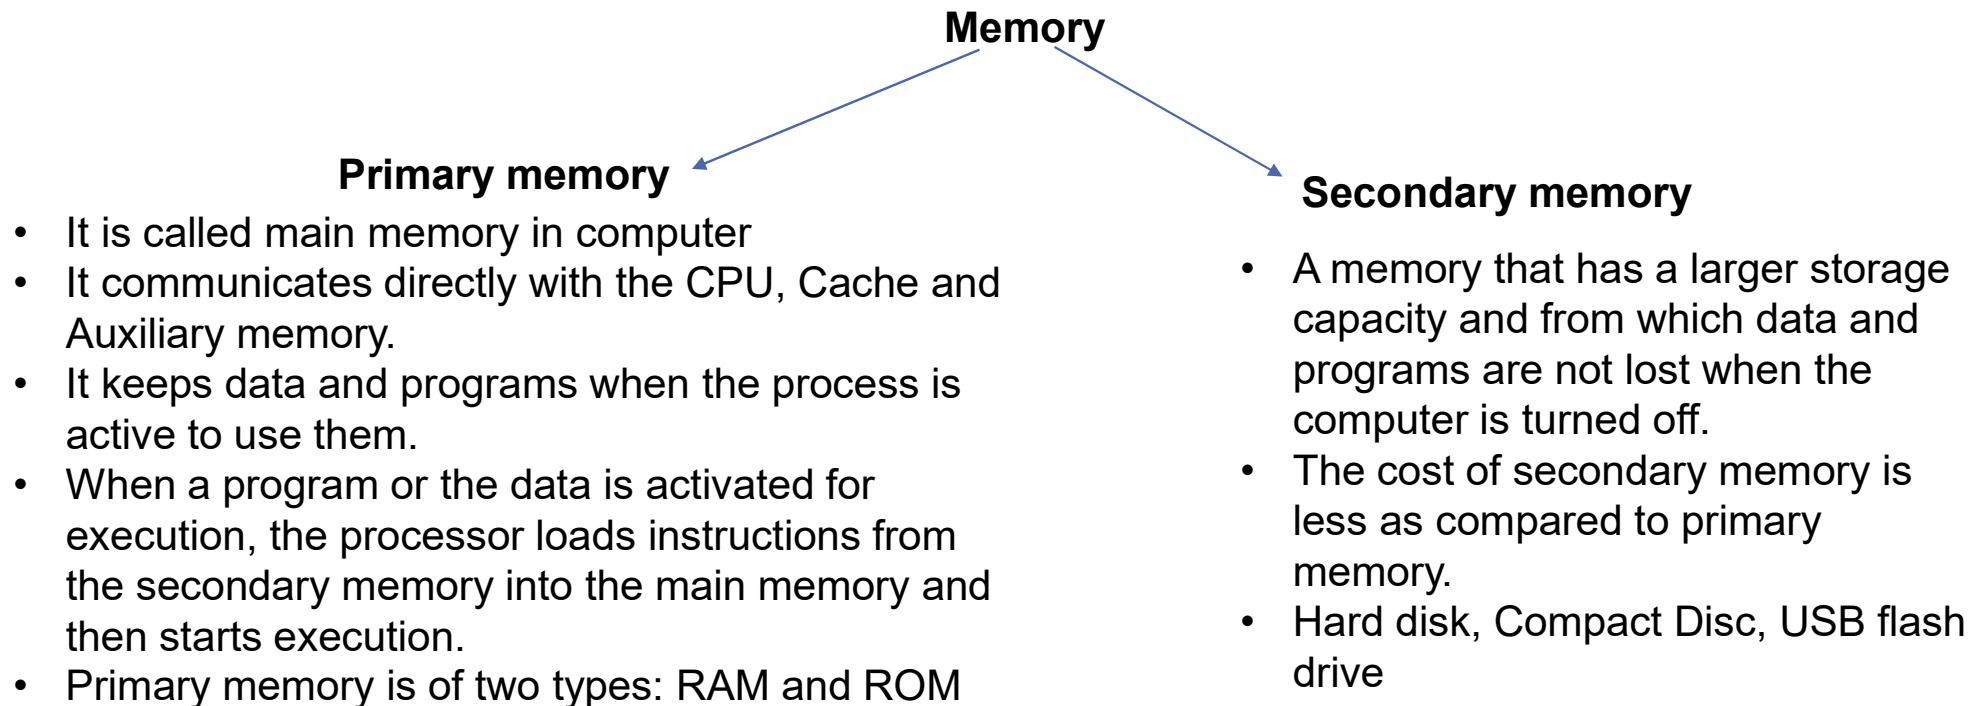 Memory
Primary memory
• It is called main memory in computer
• It communicates directly with the CPU, Cache and
Auxiliary memory.
• It keeps data and programs when the process is
active to use them.
• When a program or the data is activated for
execution, the processor loads instructions from
the secondary memory into the main memory and
then starts execution.
• Primary memory is of two types: RAM and ROM
Secondary memory
• A memory that has a larger storage
capacity and from which data and
programs are not lost when the
computer is turned off.
• The cost of secondary memory is
less as compared to primary
memory.
• Hard disk, Compact Disc, USB flash
drive